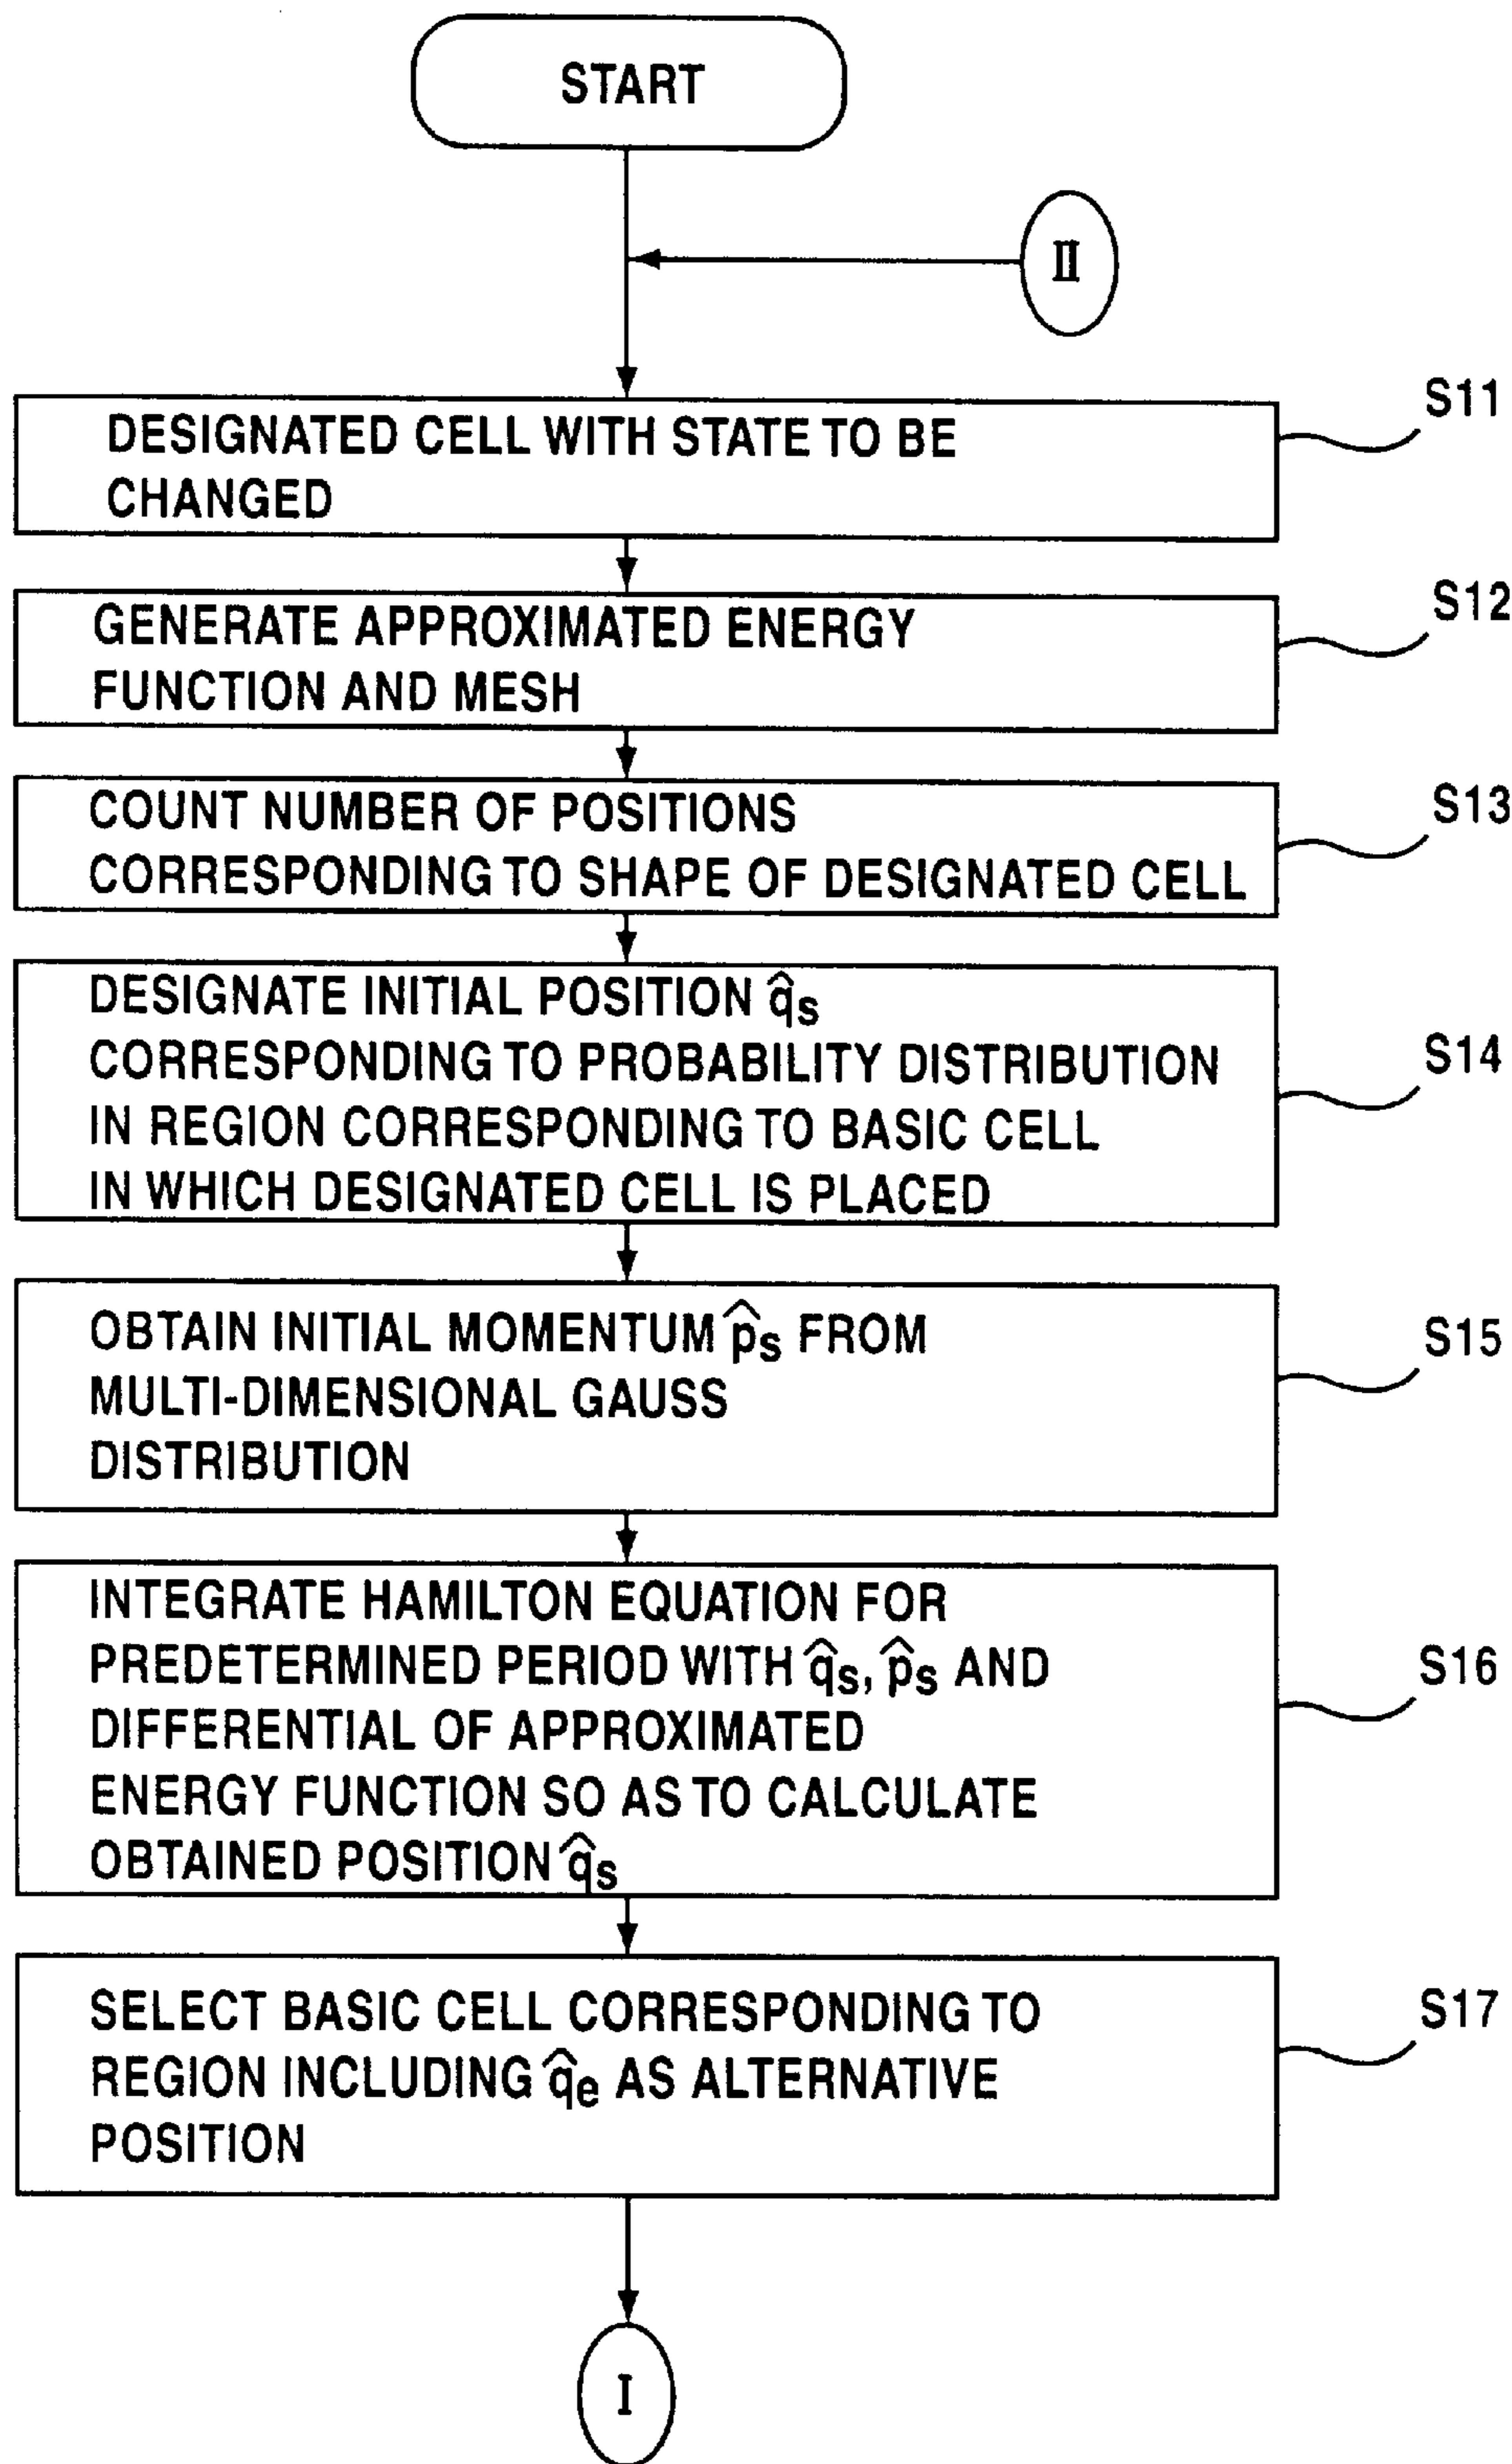 START
II
S11
DESIGNATED CELL WITH STATE TO BE
CHANGED
S12
GENERATE APPROXIMATED ENERGY
FUNCTION AND MESH
S13
COUNT NUMBER OF POSITIONS
CORRESPONDING TO SHAPE OF DESIGNATED CELL
S14
DESIGNATE INITIAL POSITION q̂s
CORRESPONDING TO PROBABILITY DISTRIBUTION
IN REGION CORRESPONDING TO BASIC CELL
IN WHICH DESIGNATED CELL IS PLACED
S15
OBTAIN INITIAL MOMENTUM p̂s FROM
MULTI-DIMENSIONAL GAUSS
DISTRIBUTION
S16
INTEGRATE HAMILTON EQUATION FOR
PREDETERMINED PERIOD WITH q̂s, p̂s AND
DIFFERENTIAL OF APPROXIMATED
ENERGY FUNCTION SO AS TO CALCULATE
OBTAINED POSITION q̂s
S17
SELECT BASIC CELL CORRESPONDING TO
REGION INCLUDING q̂e AS ALTERNATIVE
POSITION
I